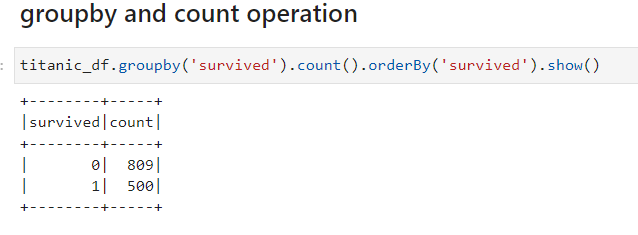 groupby and count operation
: titanic_df.groupby('survived').count().orderBy('survived').show()
+--------+-----+
|survived|count|
+--------+-----+
|       0|  809|
|       1|  500|
+--------+-----+